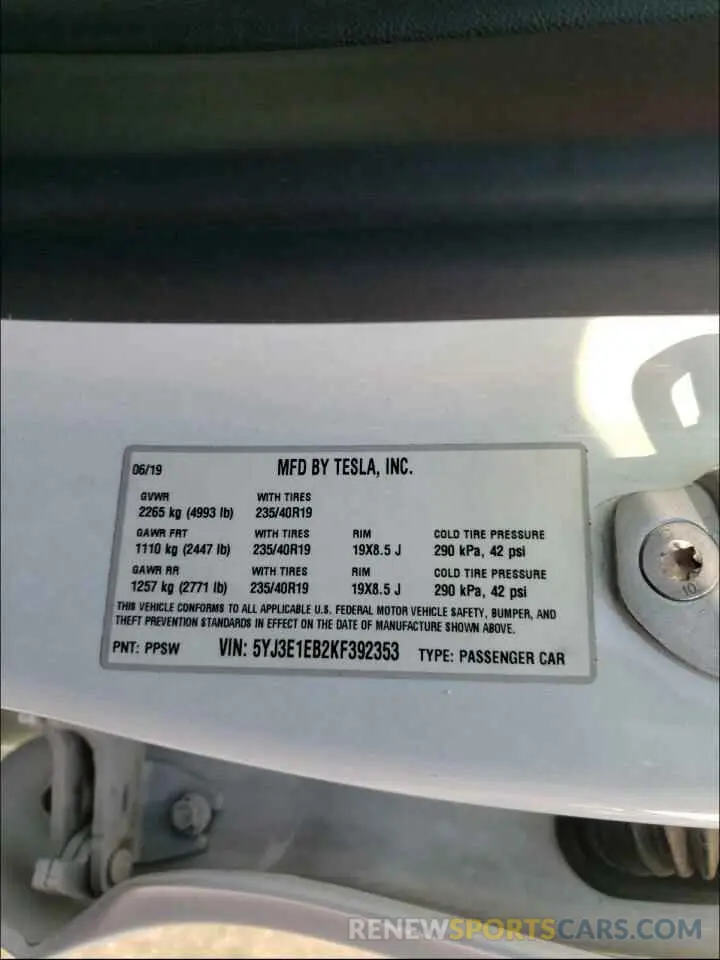 06/19 MFD BY TESLA, INC.
GVWR WITH TIRES
2265 kg (4993 lb) 235/40R19
GAWR FRT WITH TIRES RIM COLD TIRE PRESSURE
1110 kg (2447 lb) 235/40R19 19X8.5 J 290 kPa, 42 psi
GAWR RR WITH TIRES RIM COLD TIRE PRESSURE
1257 kg (2771 lb) 235/40R19 19X8.5 J 290 kPa, 42 psi
THIS VEHICLE CONFORMS TO ALL APPLICABLE U.S. FEDERAL MOTOR VEHICLE SAFETY, BUMPER, AND
THEFT PREVENTION STANDARDS IN EFFECT ON THE DATE OF MANUFACTURE SHOWN ABOVE.
PNT: PPSW VIN: 5YJ3E1EB2KF392353 TYPE: PASSENGER CAR
10
RENEWSPORTSCARS.COM